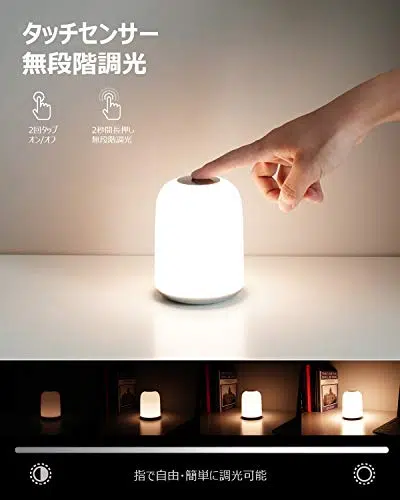 タッチセンサー
無段階調光
2回タップ
オン/オフ
2秒間長押し
無段階調光
指で自由・簡単に調光可能